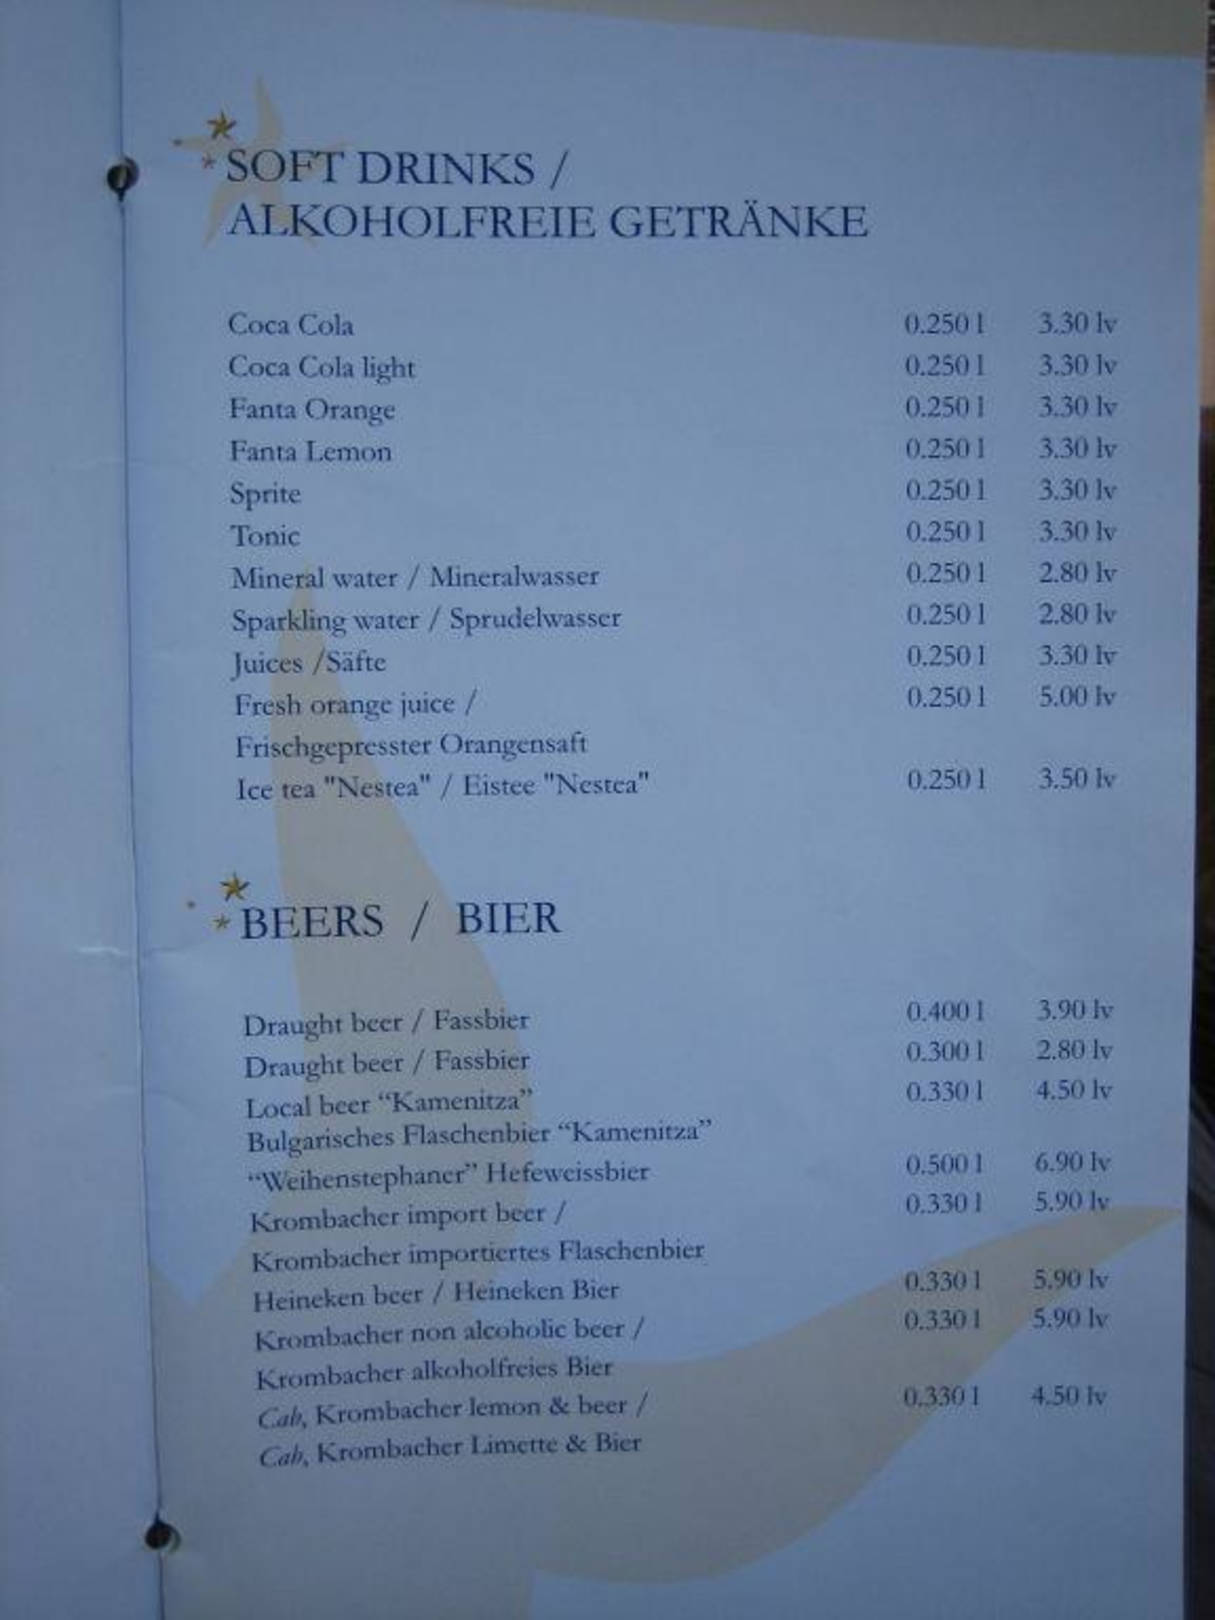 SOFT DRINKS /
ALKOHOLFREIE GETRÄNKE
Coca Cola 0.250 l 3.30 lv
Coca Cola light 0.250 l 3.30 lv
Fanta Orange 0.250 l 3.30 lv
Fanta Lemon 0.250 l 3.30 lv
Sprite 0.250 l 3.30 lv
Tonic 0.250 l 3.30 lv
Mineral water / Mineralwasser 0.250 l 2.80 lv
Sparkling water / Sprudelwasser 0.250 l 2.80 lv
Juices /Säfte 0.250 l 3.30 lv
Fresh orange juice / 0.250 l 5.00 lv
Frischgepresster Orangensaft
Ice tea "Nestea" / Eistee "Nestea" 0.250 l 3.50 lv
BEERS / BIER
Draught beer / Fassbier 0.400 l 3.90 lv
Draught beer / Fassbier 0.300 l 2.80 lv
Local beer “Kamenitza” 0.330 l 4.50 lv
Bulgarisches Flaschenbier “Kamenitza”
“Weihenstephaner” Hefeweissbier 0.500 l 6.90 lv
Krombacher import beer / 0.330 l 5.90 lv
Krombacher importiertes Flaschenbier
Heineken beer / Heineken Bier 0.330 l 5.90 lv
Krombacher non alcoholic beer / 0.330 l 5.90 lv
Krombacher alkoholfreies Bier
Cab, Krombacher lemon & beer / 0.330 l 4.50 lv
Cab, Krombacher Limette & Bier